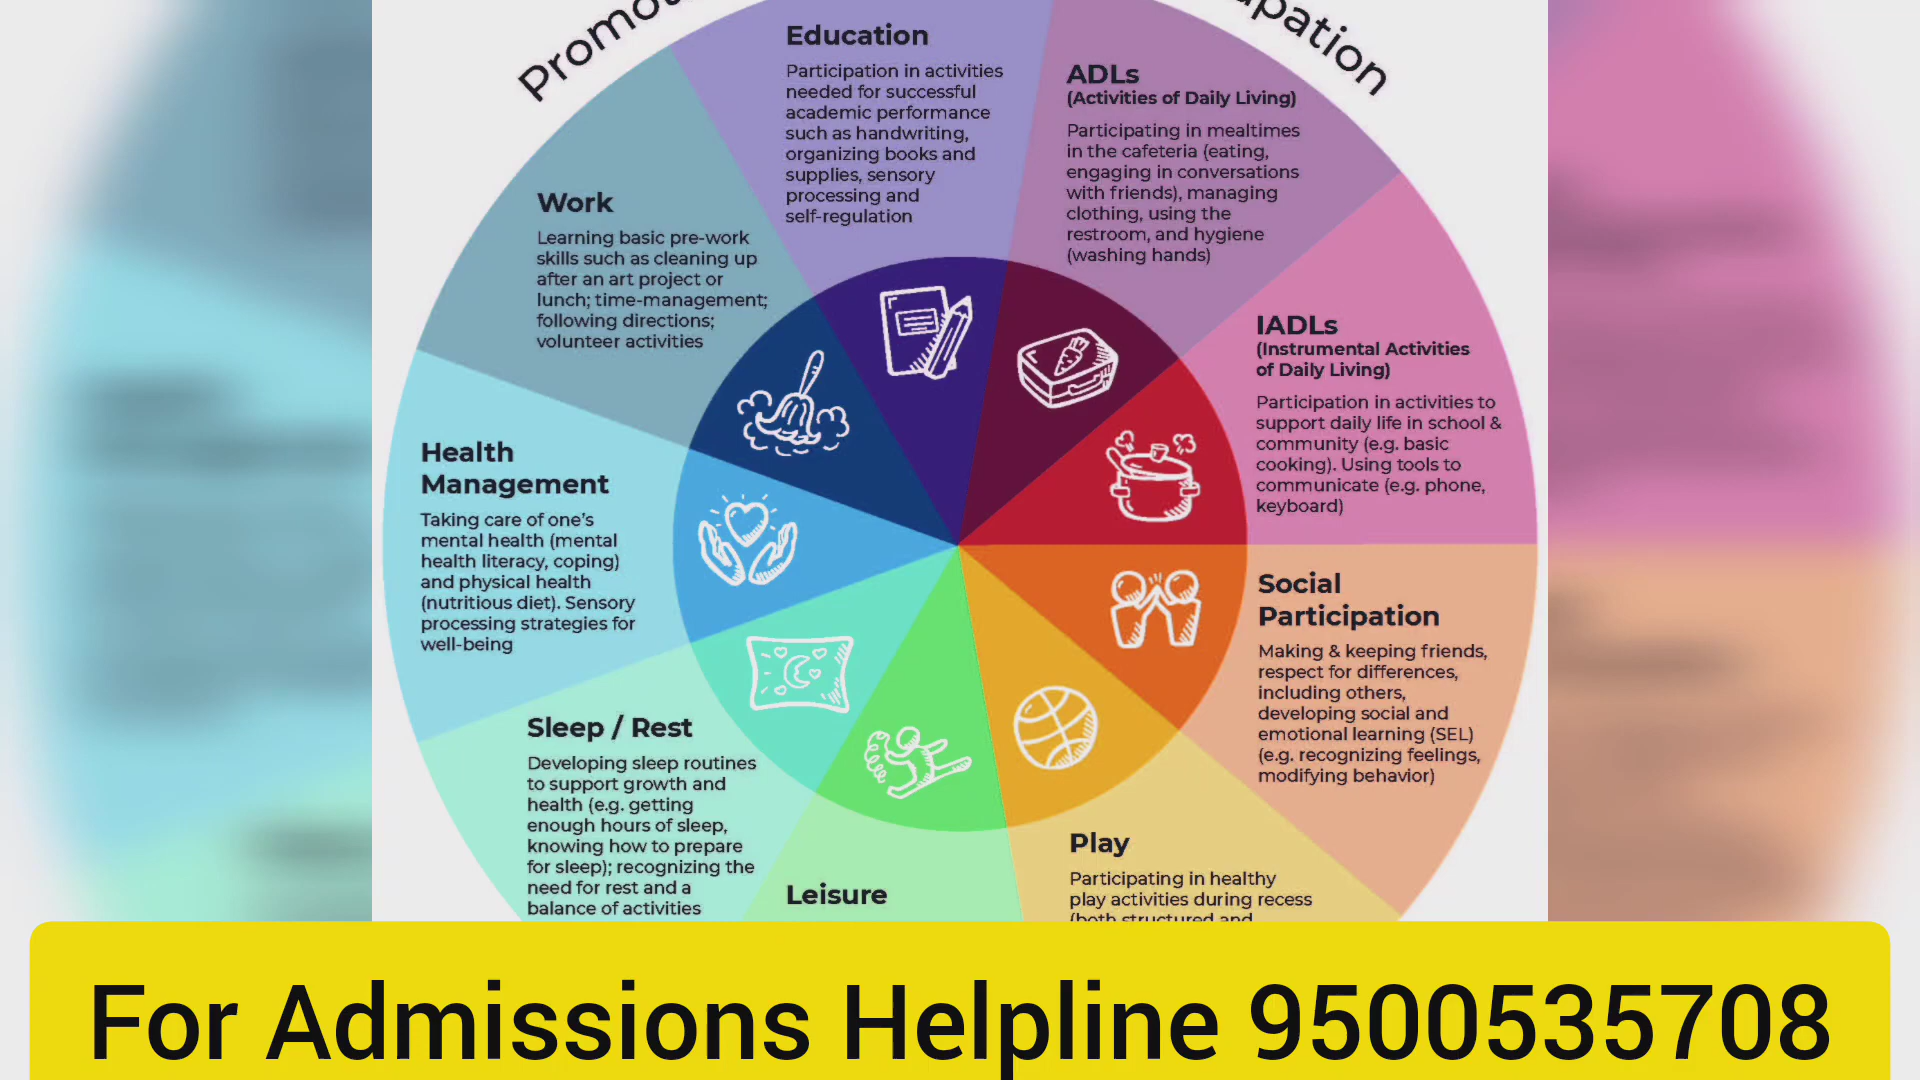 Education
Participation in activities
needed for successful
academic performance
such as handwriting,
organizing books and
supplies, sensory
processing and
self-regulation
ADLs
(Activities of Daily Living)
Participating in mealtimes
in the cafeteria (eating,
engaging in conversations
with friends), managing
clothing, using the
restroom, and hygiene
(washing hands)
Work
Learning basic pre-work
skills such as cleaning up
after an art project or
lunch; time-management;
following directions;
volunteer activities
IADLs
(Instrumental Activities
of Daily Living)
Participation in activities to
support daily life in school &
community (e.g. basic
cooking). Using tools to
communicate (e.g. phone,
keyboard)
Health
Management
Taking care of one's
mental health (mental
health literacy, coping)
and physical health
(nutritious diet). Sensory
processing strategies for
well-being
Social
Participation
Making & keeping friends,
respect for differences,
including others,
developing social and
emotional learning (SEL)
(e.g. recognizing feelings,
modifying behavior)
Sleep / Rest
Developing sleep routines
to support growth and
health (e.g. getting
enough hours of sleep,
knowing how to prepare
for sleep); recognizing the
need for rest and a
balance of activities
Leisure
Play
Participating in healthy
play activities during recess
(both structured and
For Admissions Helpline 9500535708